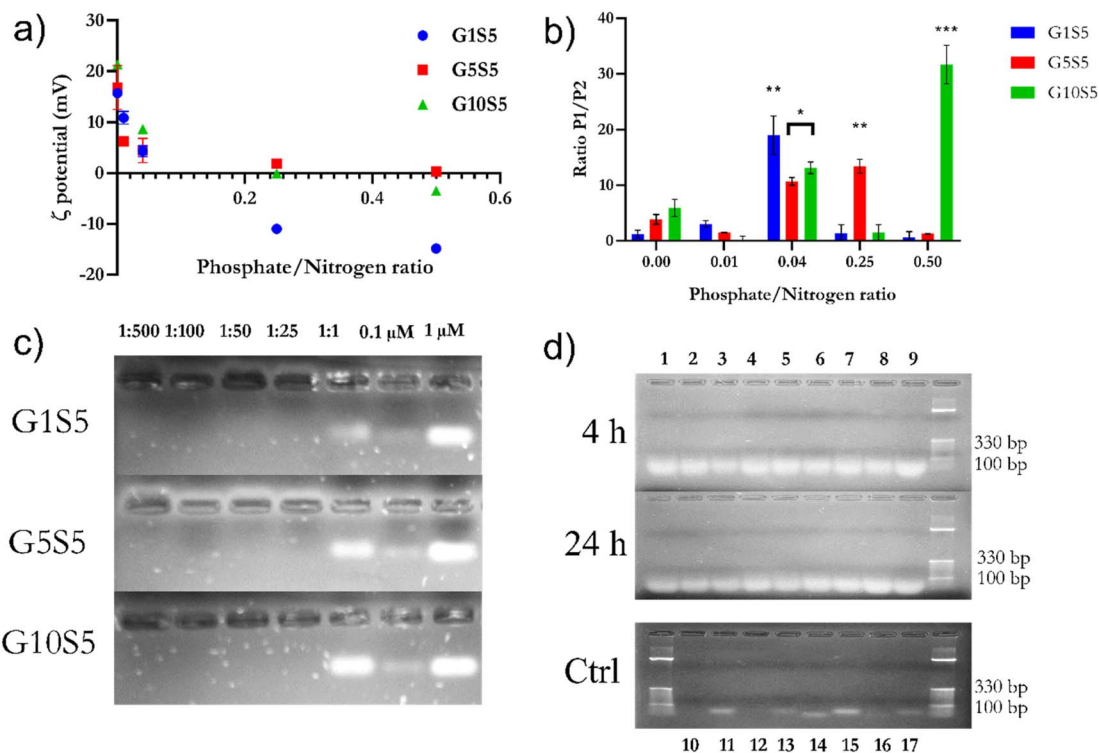 a)
ζ potential (mV)
30
20
10
0
-10
-20
0.2
0.4
0.6
Phosphate/Nitrogen ratio
G1S5
G5S5
G10S5
b)
Ratio P1/P2
40
30
20
10
0
**
*
**
***
G1S5
G5S5
G10S5
0.00 0.01 0.04 0.25 0.50
Phosphate/Nitrogen ratio
c)
1:500 1:100 1:50 1:25 1:1 0.1 µM 1 µM
G1S5
G5S5
G10S5
d)
1 2 3 4 5 6 7 8 9
4 h
330 bp
100 bp
24 h
330 bp
100 bp
Ctrl
330 bp
100 bp
10 11 12 13 14 15 16 17